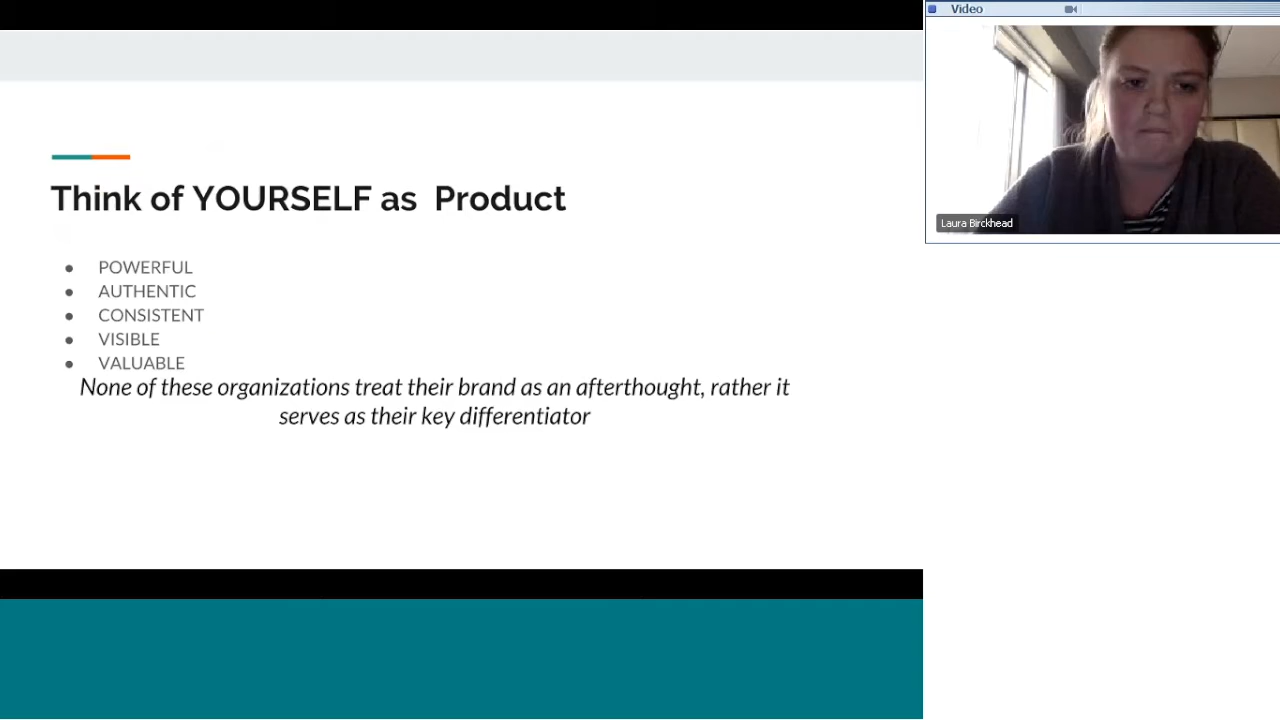 Think of YOURSELF as  Product
● POWERFUL
● AUTHENTIC
● CONSISTENT
● VISIBLE
● VALUABLE
None of these organizations treat their brand as an afterthought, rather it
serves as their key differentiator
Video
Laura Birckhead